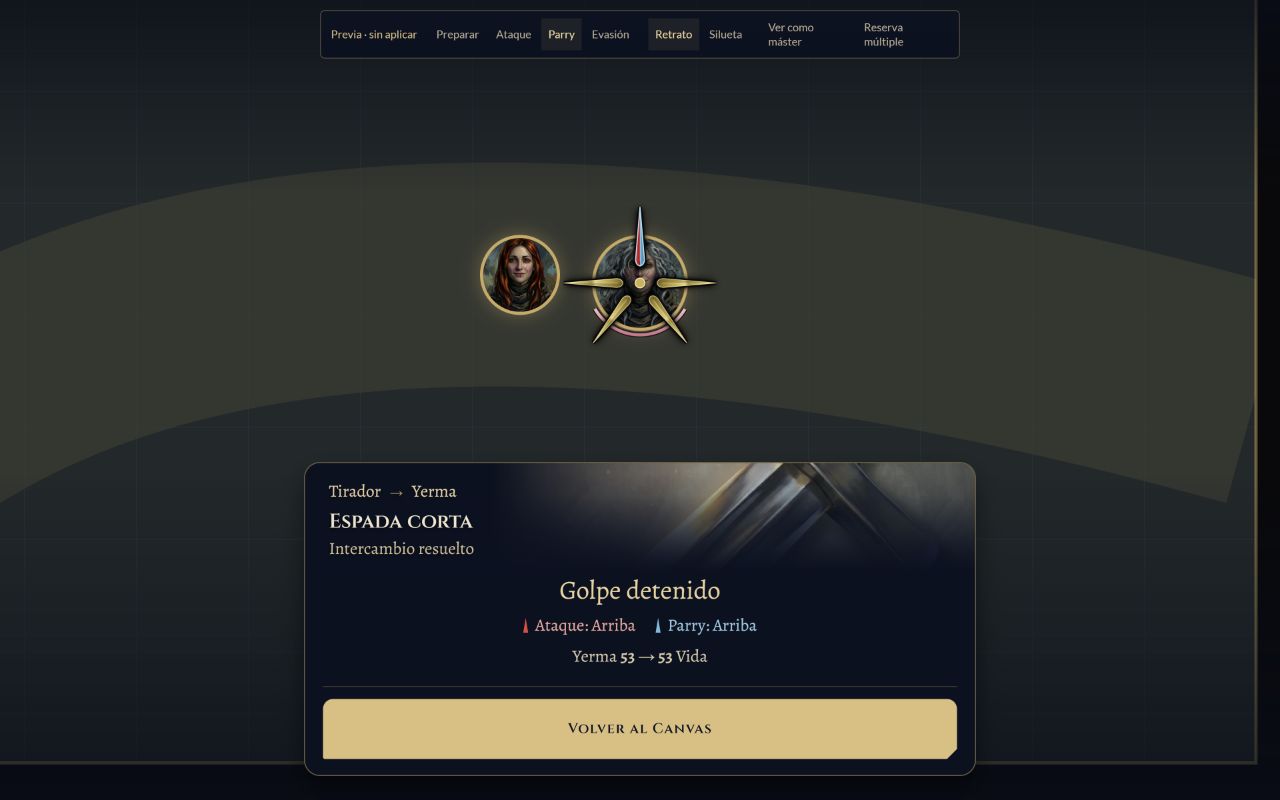 Previa · sin aplicar Preparar Ataque Parry Evasión Retrato Silueta Ver como máster Reserva múltiple
Tirador → Yerma
Espada corta
Intercambio resuelto
Golpe detenido
Ataque: Arriba Parry: Arriba
Yerma 53 → 53 Vida
Volver al Canvas